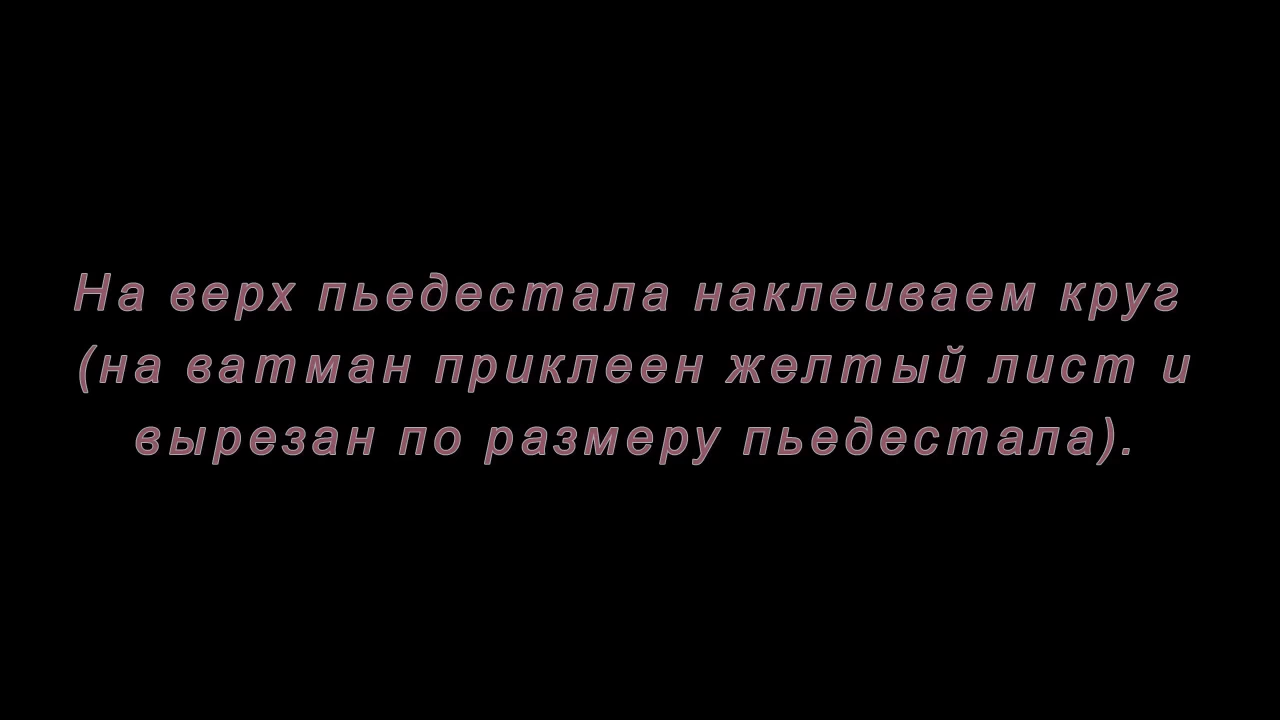 На верх пьедестала наклеиваем круг
(на ватман приклеен желтый лист и
вырезан по размеру пьедестала).